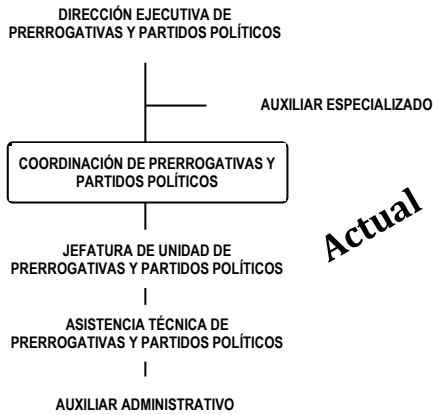 DIRECCIÓN EJECUTIVA DE
PRERROGATIVAS Y PARTIDOS POLÍTICOS
AUXILIAR ESPECIALIZADO
COORDINACIÓN DE PRERROGATIVAS Y
PARTIDOS POLÍTICOS
Actual
JEFATURA DE UNIDAD DE
PRERROGATIVAS Y PARTIDOS POLÍTICOS
ASISTENCIA TÉCNICA DE
PRERROGATIVAS Y PARTIDOS POLÍTICOS
AUXILIAR ADMINISTRATIVO